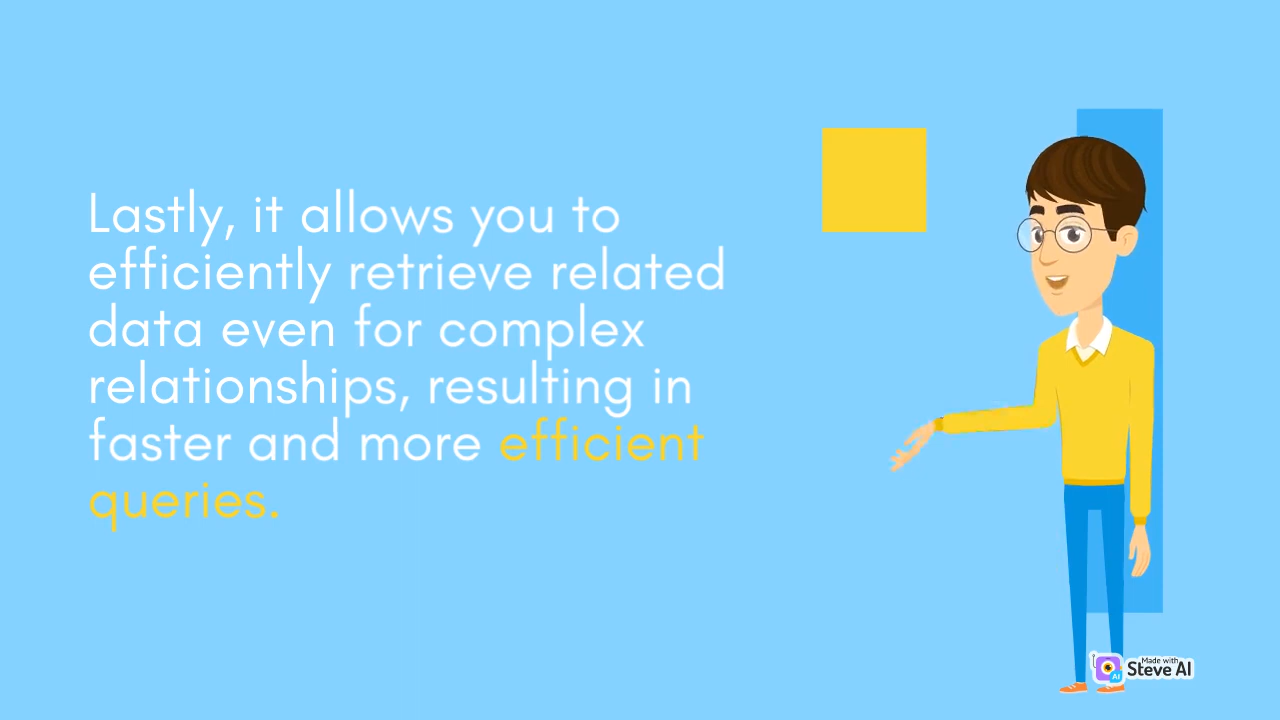 Lastly, it allows you to
efficiently retrieve related
data even for complex
relationships, resulting in
faster and more efficient
queries.
Made with
Steve AI
AI